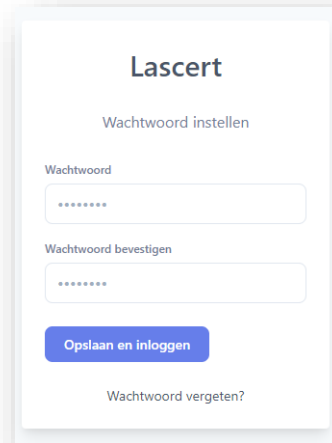 Lascert
Wachtwoord instellen
Wachtwoord
••••••••
Wachtwoord bevestigen
••••••••
Opslaan en inloggen
Wachtwoord vergeten?